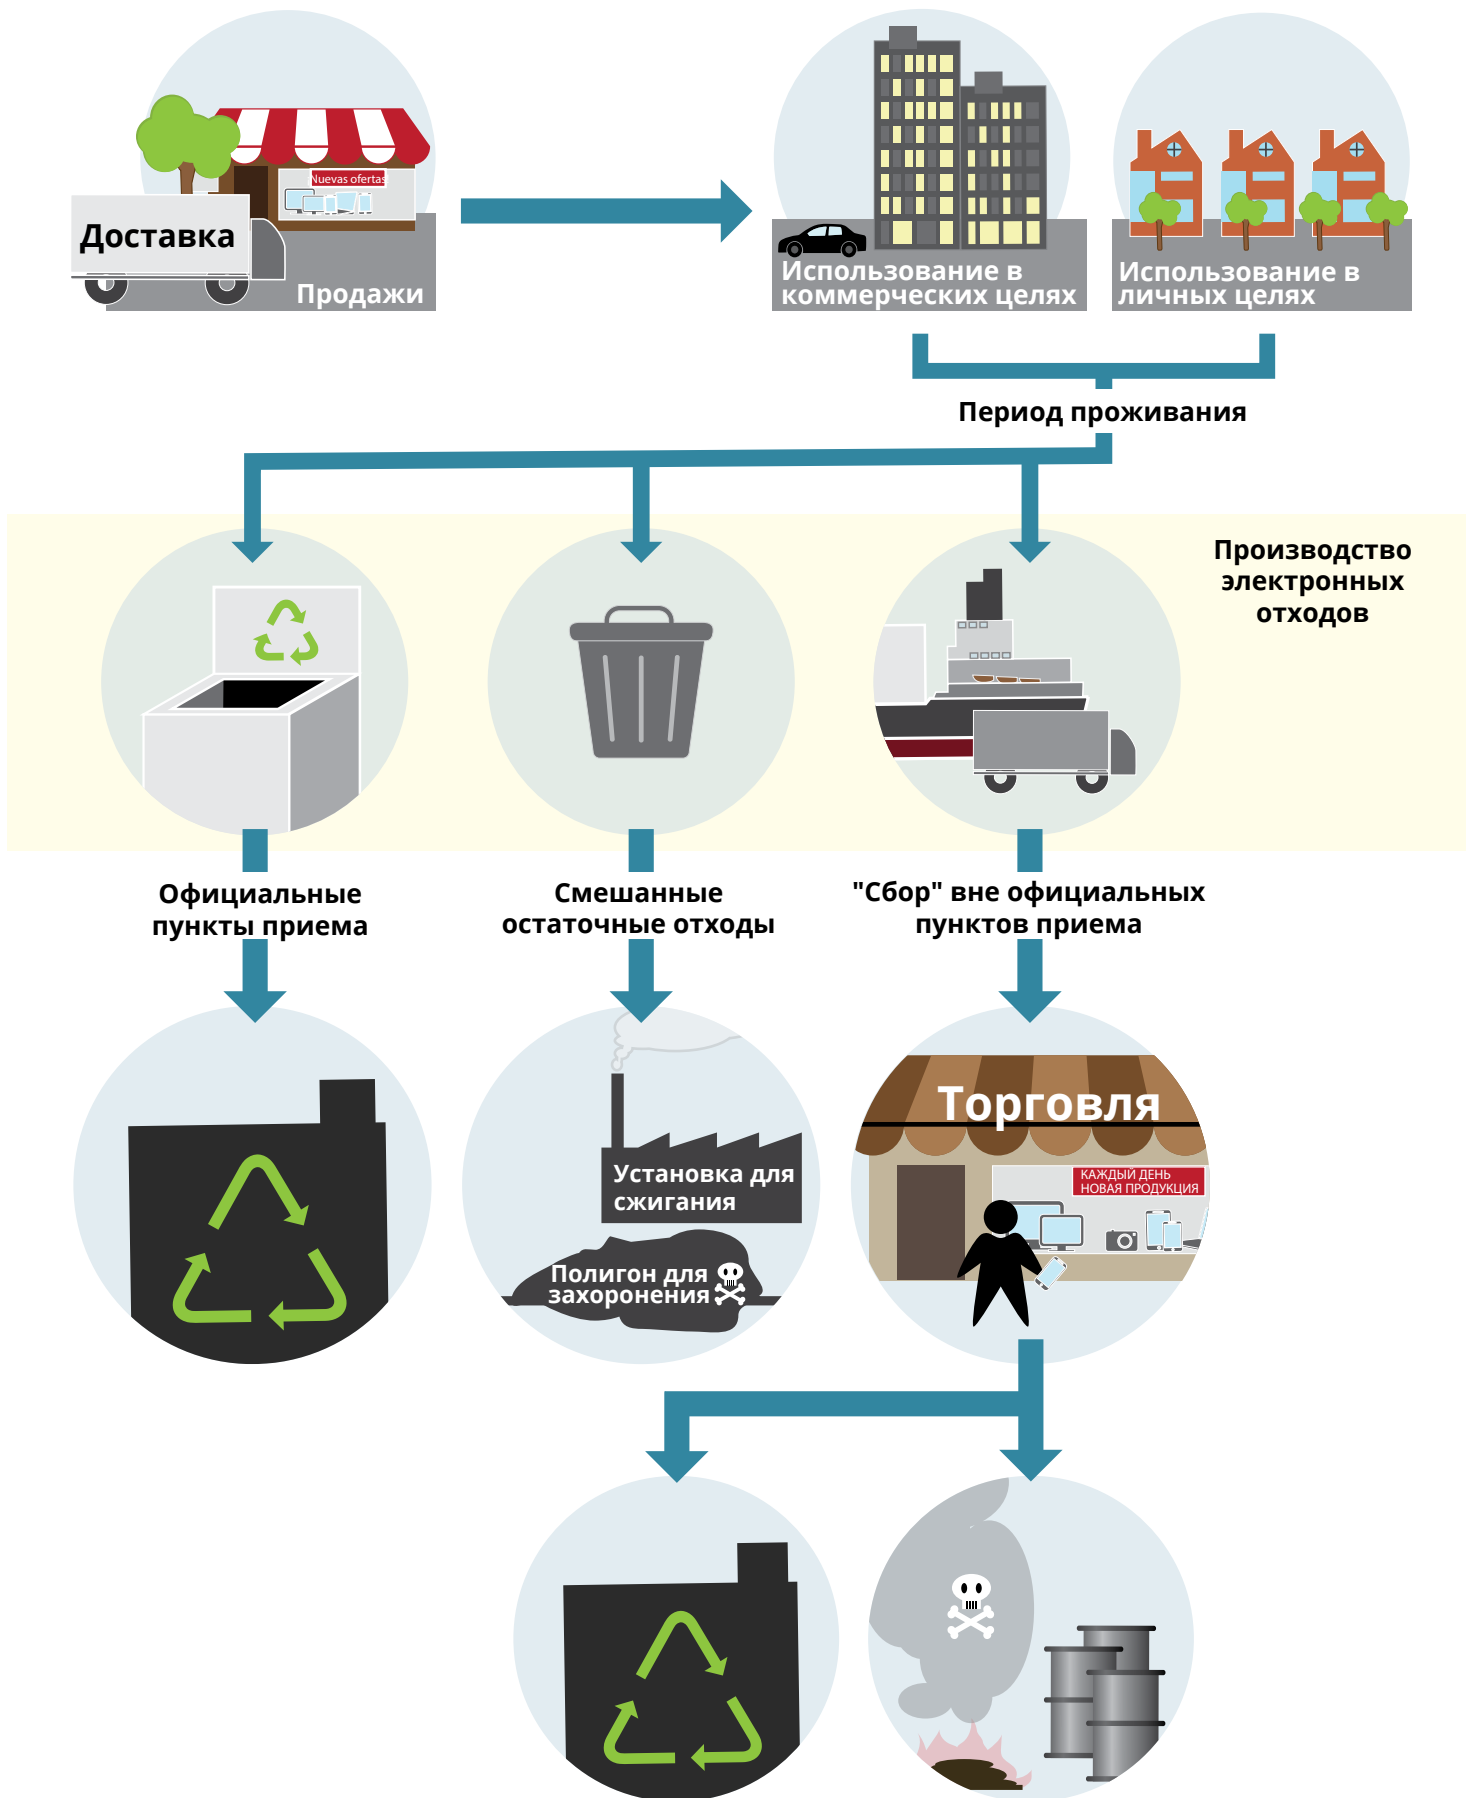 Nuevas ofertas
Доставка
Продажи
Использование в
коммерческих целях
Использование в
личных целях
Период проживания
Производство
электронных
отходов
Официальные
пункты приема
Смешанные
остаточные отходы
"Сбор" вне официальных
пунктов приема
Установка для
сжигания
Полигон для
захоронения
Торговля
КАЖДЫЙ ДЕНЬ
НОВАЯ ПРОДУКЦИЯ